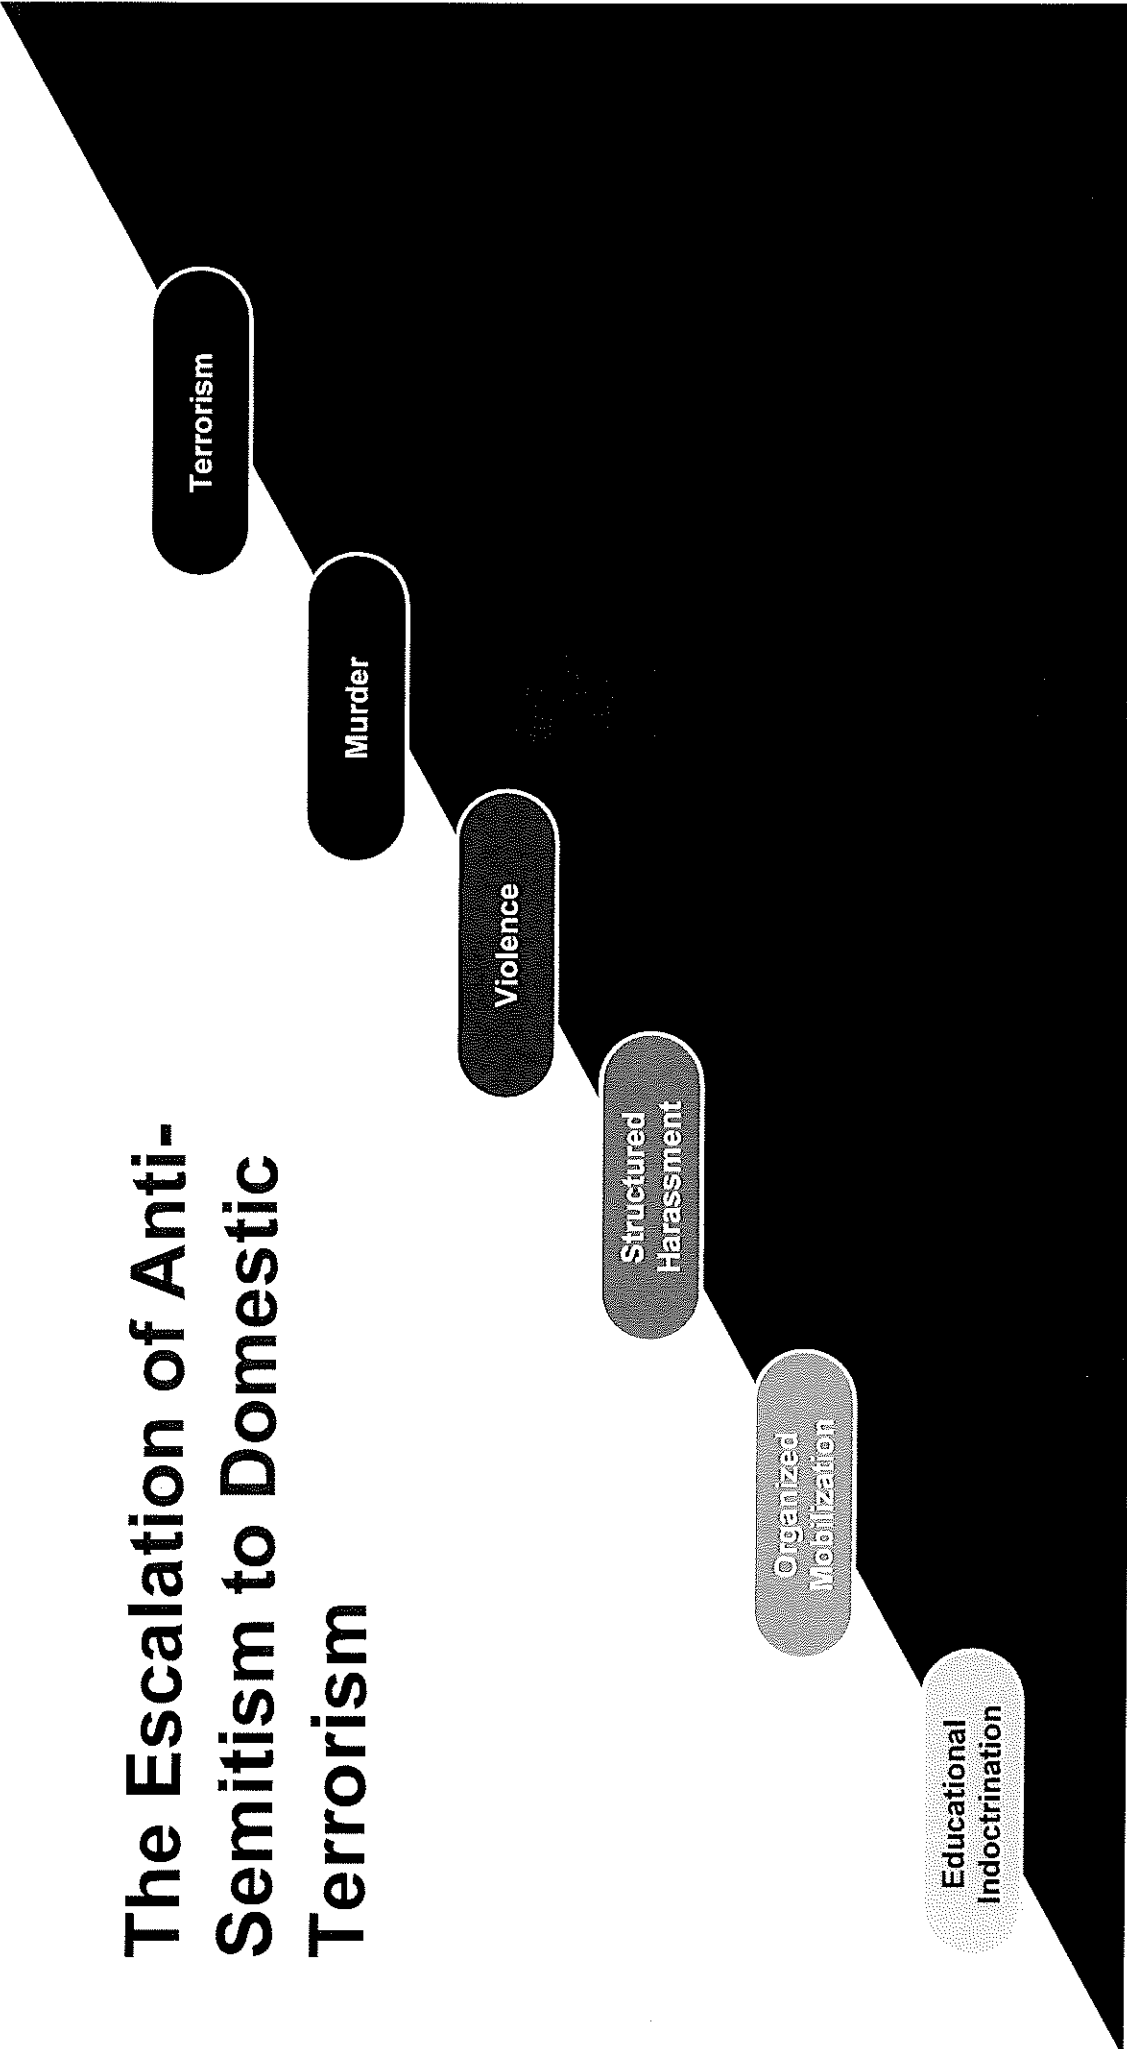 The Escalation of Anti-
Semitism to Domestic
Terrorism
Educational
Indoctrination
Organized
Mobilization
Structured
Harassment
Violence
Murder
Terrorism